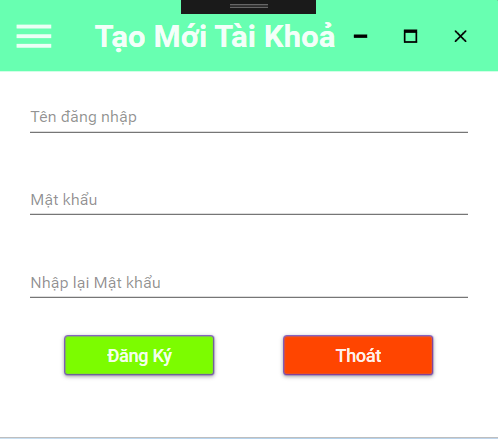 Tạo Mới Tài Khoả
Tên đăng nhập
Mật khẩu
Nhập lại Mật khẩu
Đăng Ký
Thoát